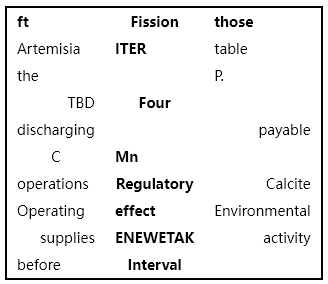 ft Fission those
Artemisia ITER table
the P.
TBD Four
discharging payable
C Mn
operations Regulatory Calcite
Operating effect Environmental
supplies ENEWETAK activity
before Interval